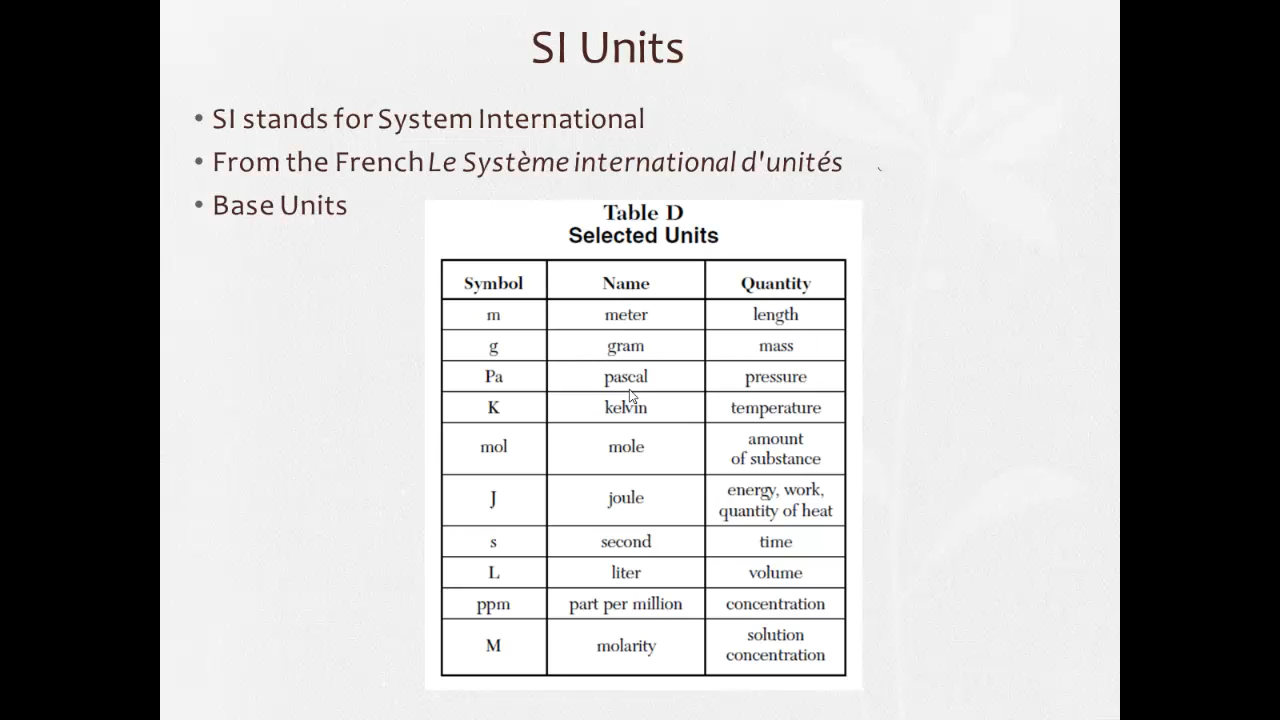 SI Units
• SI stands for System International
• From the French Le Système international d'unités
• Base Units
Table D
Selected Units
Symbol Name Quantity
m meter length
g gram mass
Pa pascal pressure
K kelvin temperature
mol mole amount
of substance
J joule energy, work,
quantity of heat
s second time
L liter volume
ppm part per million concentration
M molarity solution
concentration